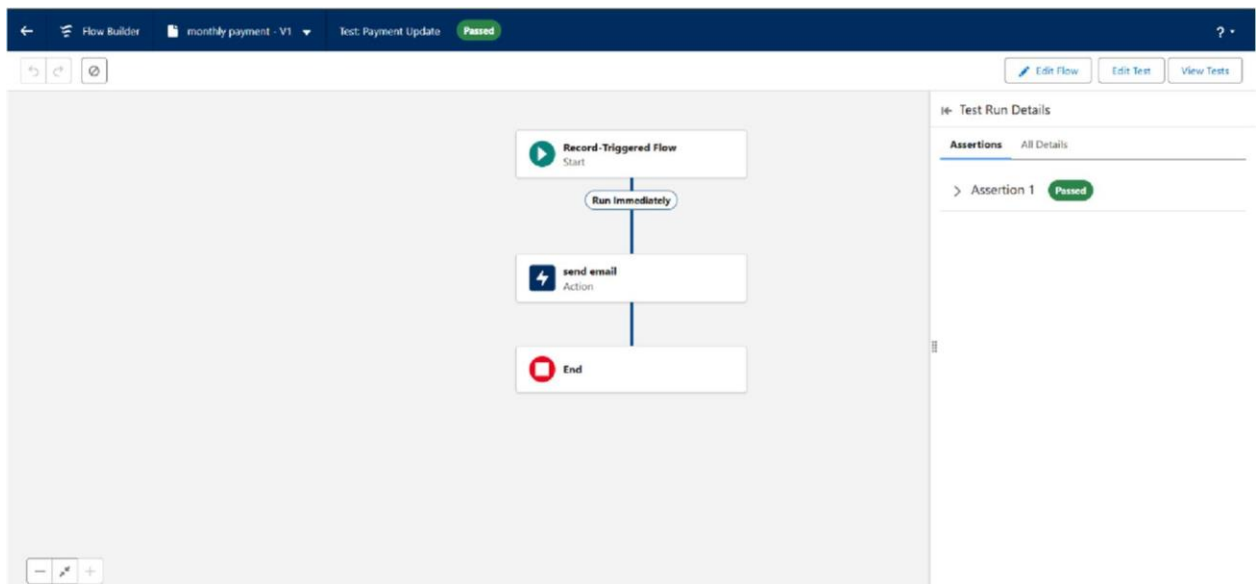 Flow Builder
monthly payment - V1
Test: Payment Update
Passed
?
Edit Flow
Edit Test
View Tests
Test Run Details
Assertions
All Details
Assertion 1
Passed
Record-Triggered Flow
Start
Run Immediately
send email
Action
End